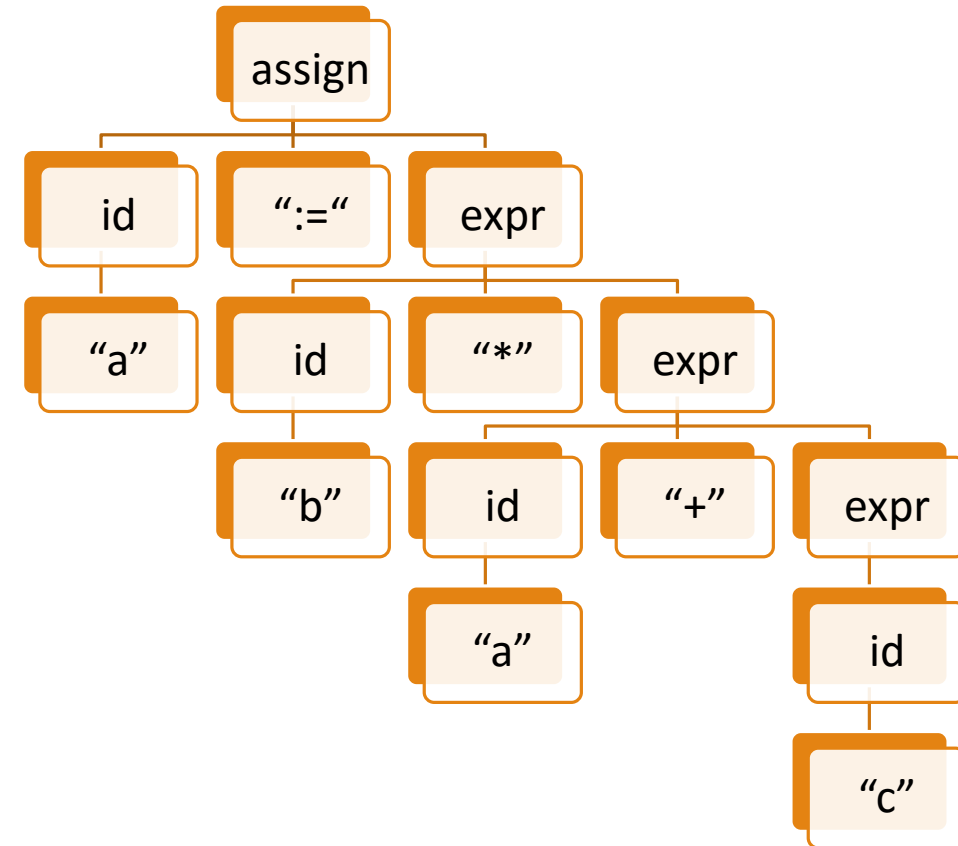 assign
id “:=“ expr
“a” id “*” expr
“b” id “+” expr
“a” id
“c”